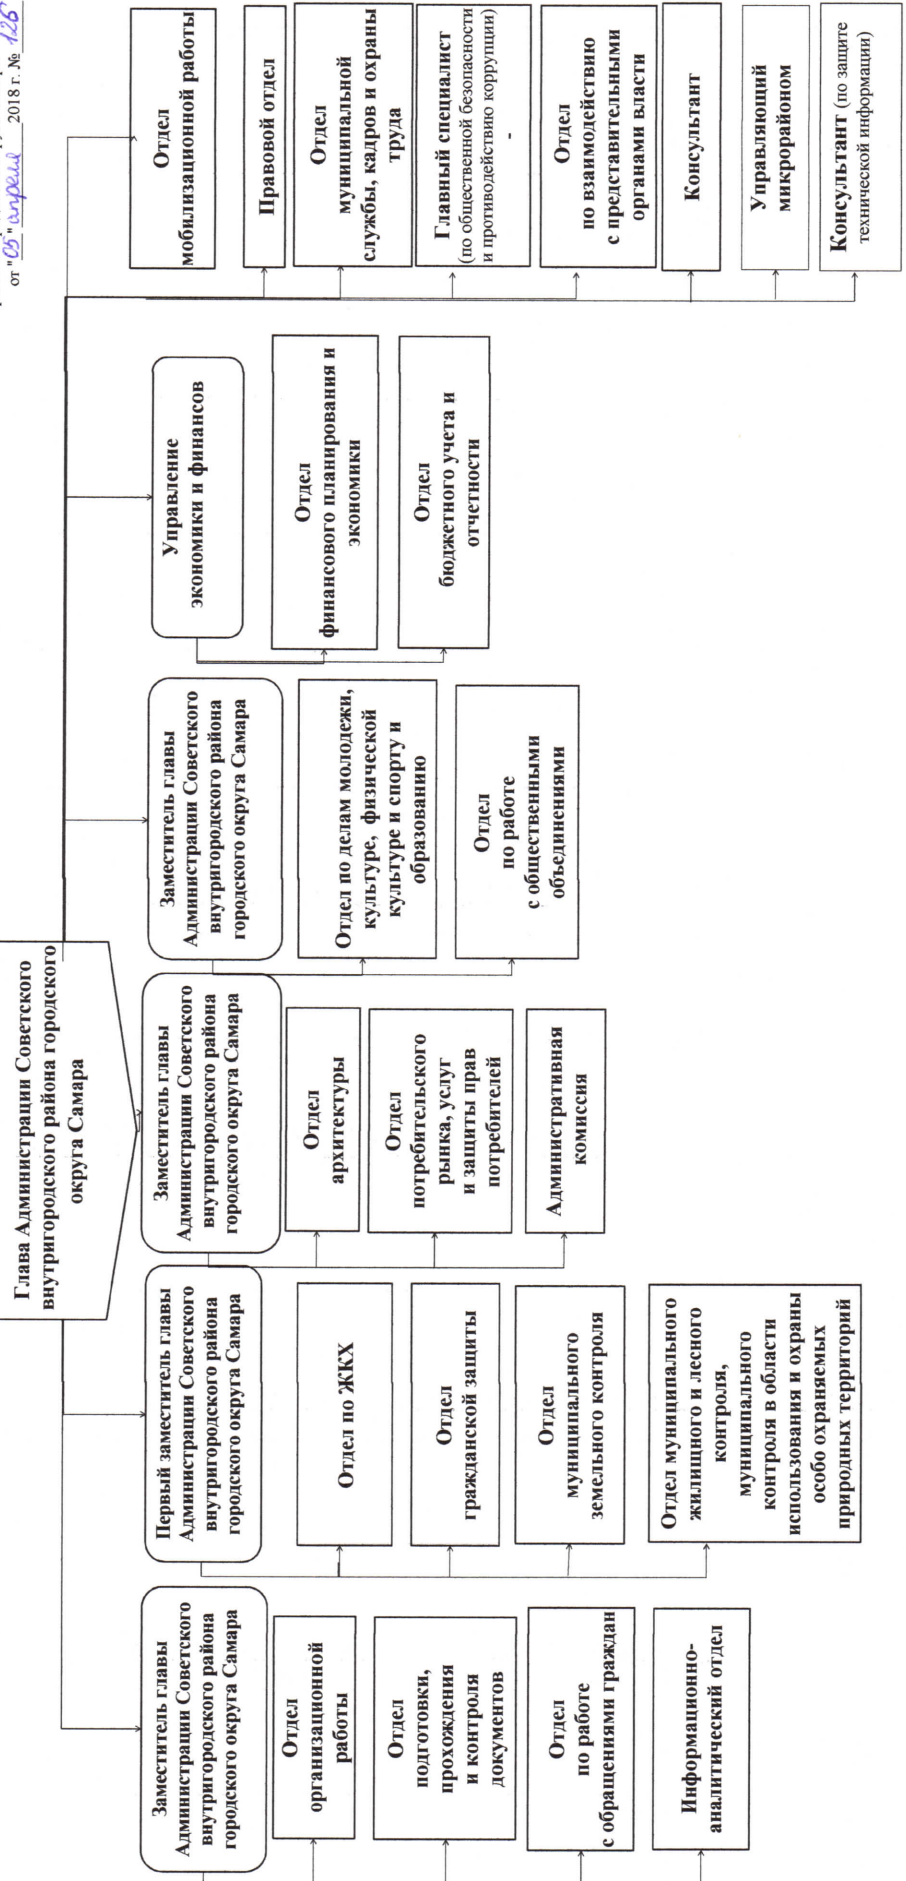 от "05" апреля 2018 г. № 126
Глава Администрации Советского
внутригородского района городского
округа Самара
Заместитель главы
Администрации Советского
внутригородского района
городского округа Самара
Отдел
организационной
работы
Отдел
подготовки,
прохождения
и контроля
документов
Отдел
по работе
с обращениями граждан
Информационно-
аналитический отдел
Первый заместитель главы
Администрации Советского
внутригородского района
городского округа Самара
Отдел по ЖКХ
Отдел
гражданской защиты
Отдел
муниципального
земельного контроля
Отдел муниципального
жилищного и лесного
контроля,
муниципального
контроля в области
использования и охраны
особо охраняемых
природных территорий
Заместитель главы
Администрации Советского
внутригородского района
городского округа Самара
Отдел
архитектуры
Отдел
потребительского
рынка, услуг
и защиты прав
потребителей
Административная
комиссия
Заместитель главы
Администрации Советского
внутригородского района
городского округа Самара
Отдел по делам молодежи,
культуре, физической
культуре и спорту и
образованию
Отдел
по работе
с общественными
объединениями
Управление
экономики и финансов
Отдел
финансового планирования и
экономики
Отдел
бюджетного учета и
отчетности
Отдел
мобилизационной работы
Правовой отдел
Отдел
муниципальной
службы, кадров и охраны
труда
Главный специалист
(по общественной безопасности
и противодействию коррупции)
-
Отдел
по взаимодействию
с представительными
органами власти
Консультант
Управляющий
микрорайоном
Консультант (по защите
технической информации)